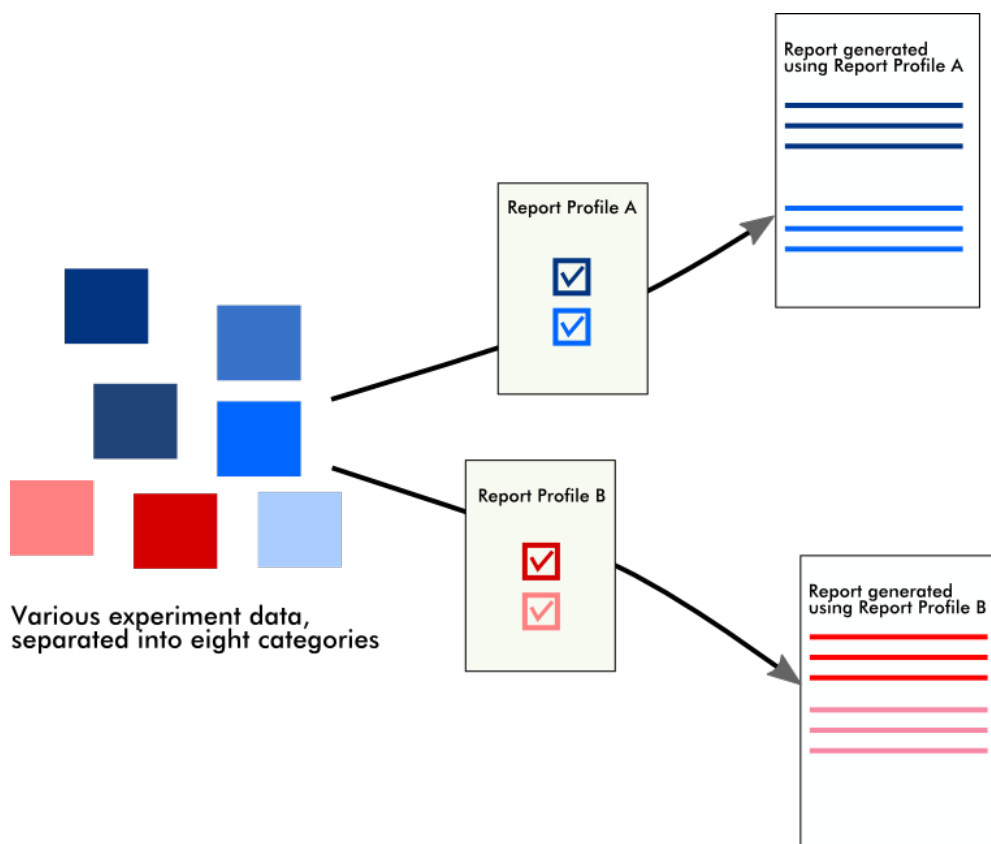 Report generated
using Report Profile A
Report Profile A
Report Profile B
Various experiment data,
separated into eight categories
Report generated
using Report Profile B